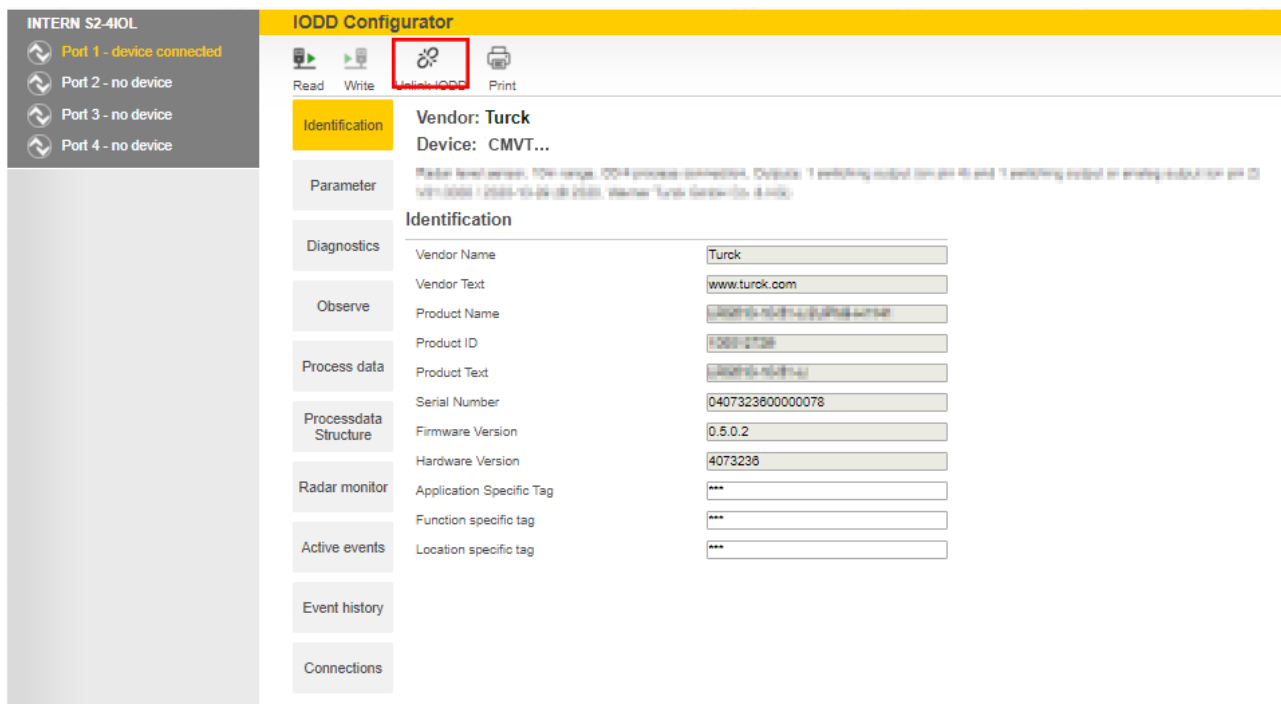 INTERN S2-4IOL
Port 1 - device connected
Port 2 - no device
Port 3 - no device
Port 4 - no device
IODD Configurator
Read Write Unlink IODD Print
Identification
Parameter
Diagnostics
Observe
Process data
Processdata
Structure
Radar monitor
Active events
Event history
Connections
Vendor: Turck
Device: CMVT...
Identification
Vendor Name Turck
Vendor Text www.turck.com
Product Name
Product ID
Product Text
Serial Number 0407323600000078
Firmware Version 0.5.0.2
Hardware Version 4073236
Application Specific Tag ***
Function specific tag ***
Location specific tag ***